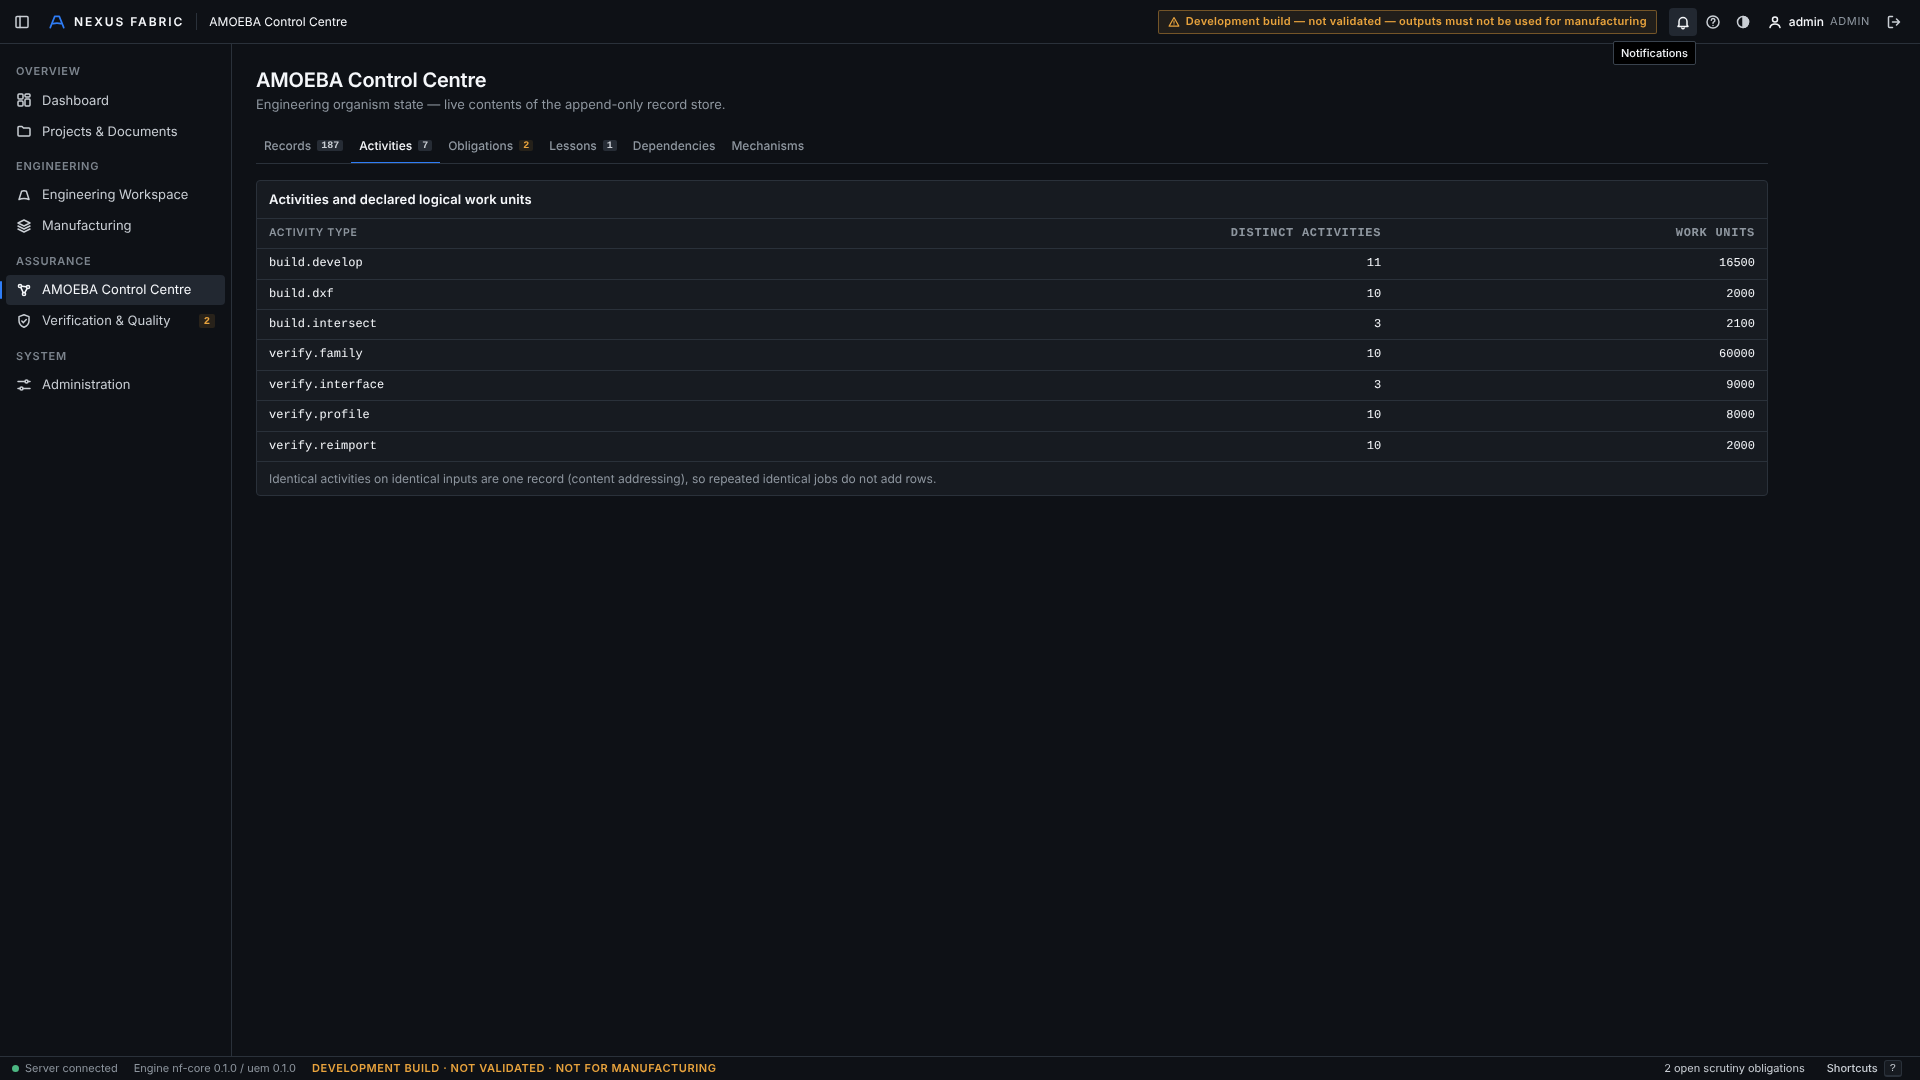 NEXUS FABRIC
AMOEBA Control Centre
Development build — not validated — outputs must not be used for manufacturing
admin ADMIN
Notifications
OVERVIEW
Dashboard
Projects & Documents
ENGINEERING
Engineering Workspace
Manufacturing
ASSURANCE
AMOEBA Control Centre
Verification & Quality 2
SYSTEM
Administration
AMOEBA Control Centre
Engineering organism state — live contents of the append-only record store.
Records 187 Activities 7 Obligations 2 Lessons 1 Dependencies Mechanisms
Activities and declared logical work units
ACTIVITY TYPE DISTINCT ACTIVITIES WORK UNITS
build.develop 11 16500
build.dxf 10 2000
build.intersect 3 2100
verify.family 10 60000
verify.interface 3 9000
verify.profile 10 8000
verify.reimport 10 2000
Identical activities on identical inputs are one record (content addressing), so repeated identical jobs do not add rows.
Server connected Engine nf-core 0.1.0 / uem 0.1.0 DEVELOPMENT BUILD · NOT VALIDATED · NOT FOR MANUFACTURING 2 open scrutiny obligations Shortcuts ?